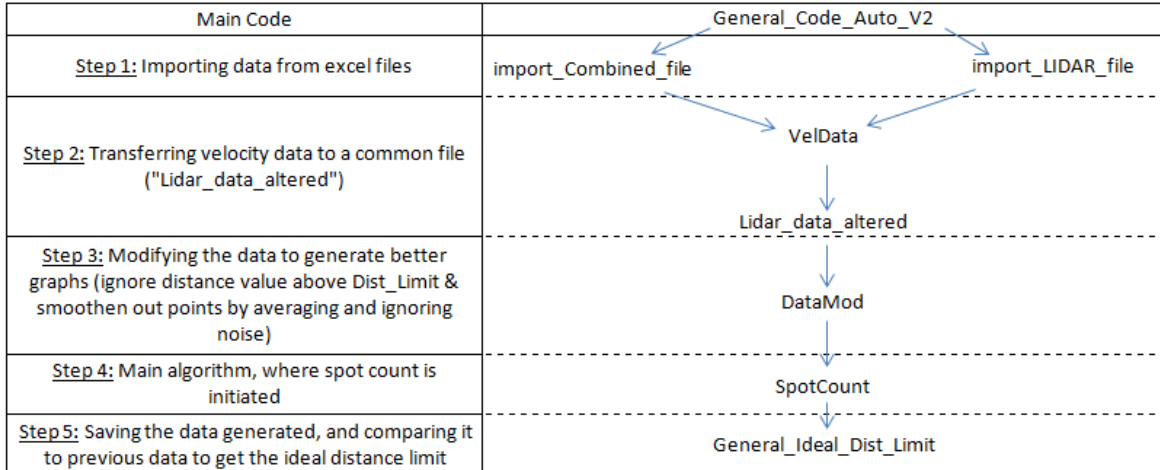 Main Code
General_Code_Auto_V2
Step 1: Importing data from excel files
import_Combined_file
import_LIDAR_file
Step 2: Transferring velocity data to a common file
("Lidar_data_altered")
VelData
Lidar_data_altered
Step 3: Modifying the data to generate better
graphs (ignore distance value above Dist_Limit &
smoothen out points by averaging and ignoring
noise)
DataMod
Step 4: Main algorithm, where spot count is
initiated
SpotCount
Step 5: Saving the data generated, and comparing it
to previous data to get the ideal distance limit
General_Ideal_Dist_Limit